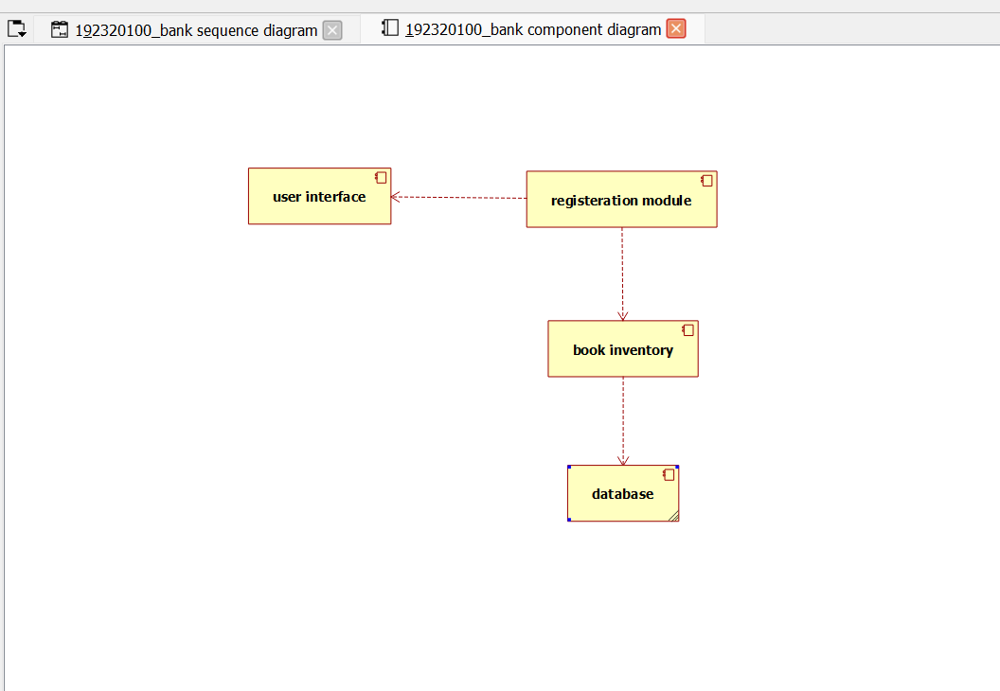 192320100_bank sequence diagram
192320100_bank component diagram
user interface
registeration module
book inventory
database